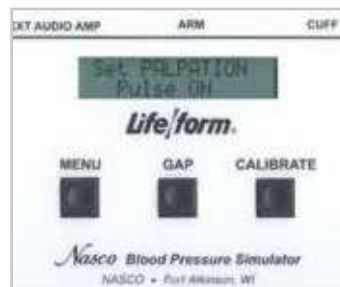 EXT AUDIO AMP ARM CUFF
Set PALPATION
Pulse ON
Life/form®
MENU GAP CALIBRATE
Nasco Blood Pressure Simulator
NASCO • Fort Atkinson, WI